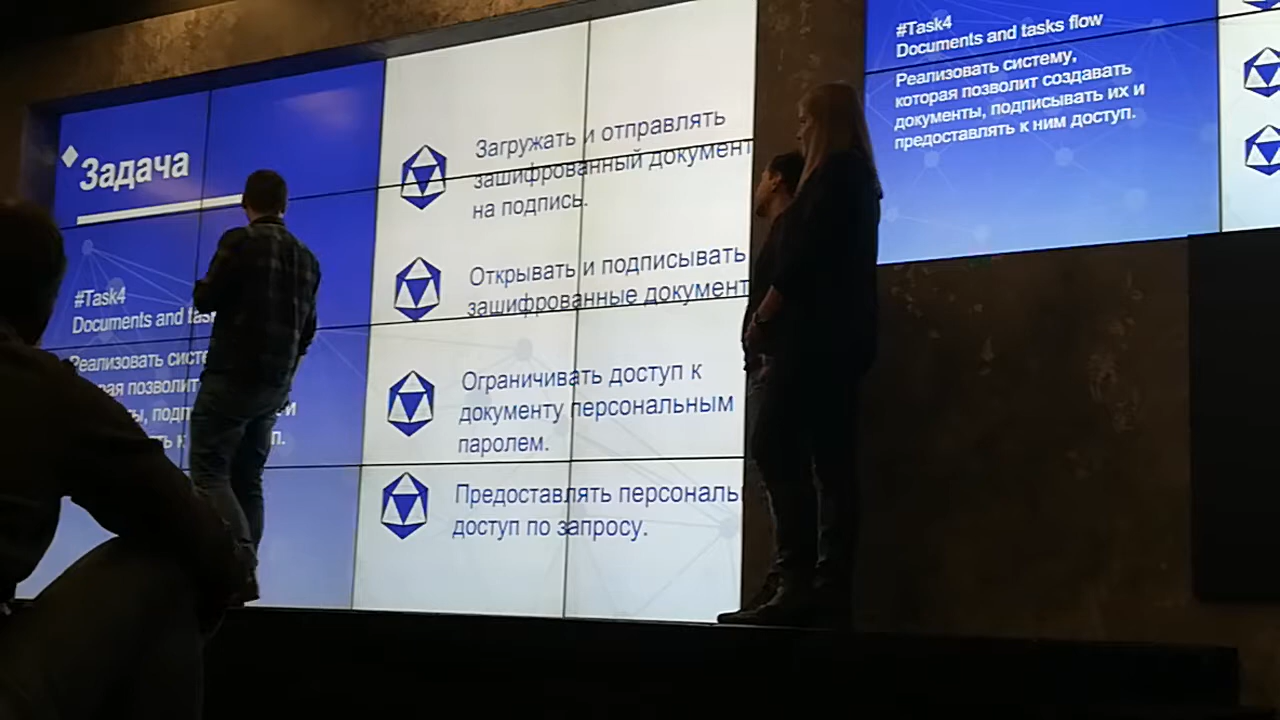 Задача
#Task4
Documents and
Реализовать
позволит
Загружать и отправлять
зашифрованный документ
на подпись.
Открывать и подписывать
зашифрованные документ
Ограничивать доступ к
документу персональным
паролем.
Предоставлять
доступ по запросу.
#Task4
Documents and tasks flow
Реализовать систему,
которая позволит создавать
документы, подписывать их и
предоставлять к ним доступ.